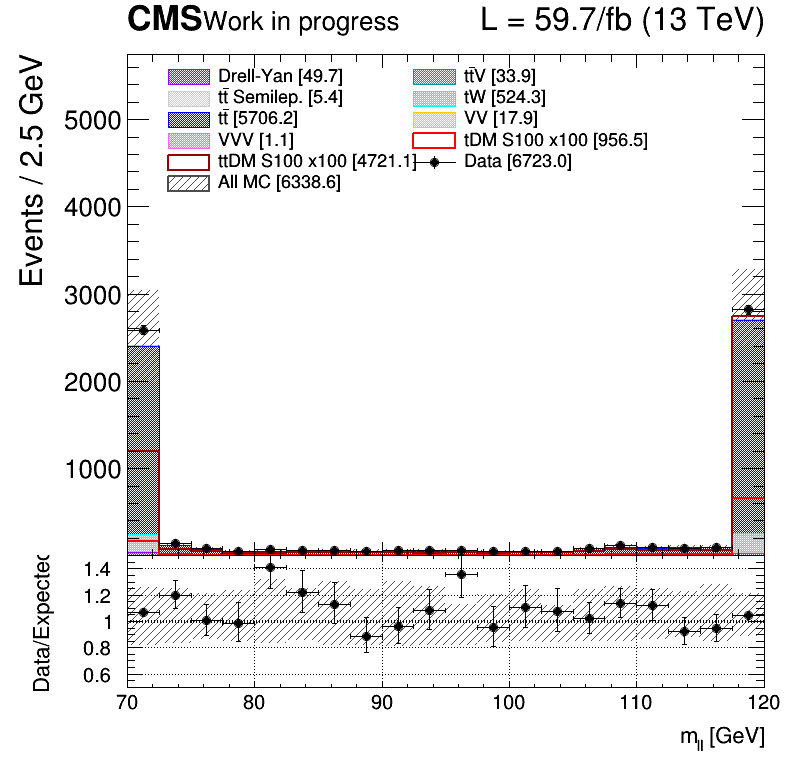 CMS Work in progress L = 59.7/fb (13 TeV)
Events / 2.5 GeV
Drell-Yan [49.7] tt̄V [33.9]
tt̄ Semilep. [5.4] tW [524.3]
tt̄ [5706.2] VV [17.9]
VVV [1.1] tDM S100 x100 [956.5]
ttDM S100 x100 [4721.1] Data [6723.0]
All MC [6338.6]
5000
4000
3000
2000
1000
Data/Expected
1.4
1.2
1
0.8
0.6
70 80 90 100 110 120
m_ll [GeV]